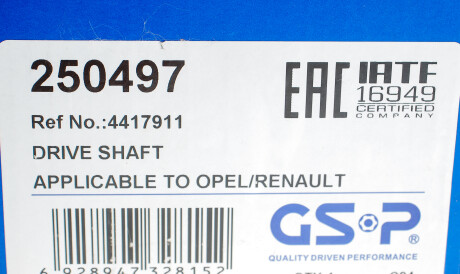 250497
EAC
IATF
16949
CERTIFIED
COMPANY
Ref No.:4417911
DRIVE SHAFT
APPLICABLE TO OPEL/RENAULT
GSP
QUALITY DRIVEN PERFORMANCE
6 928947 328152